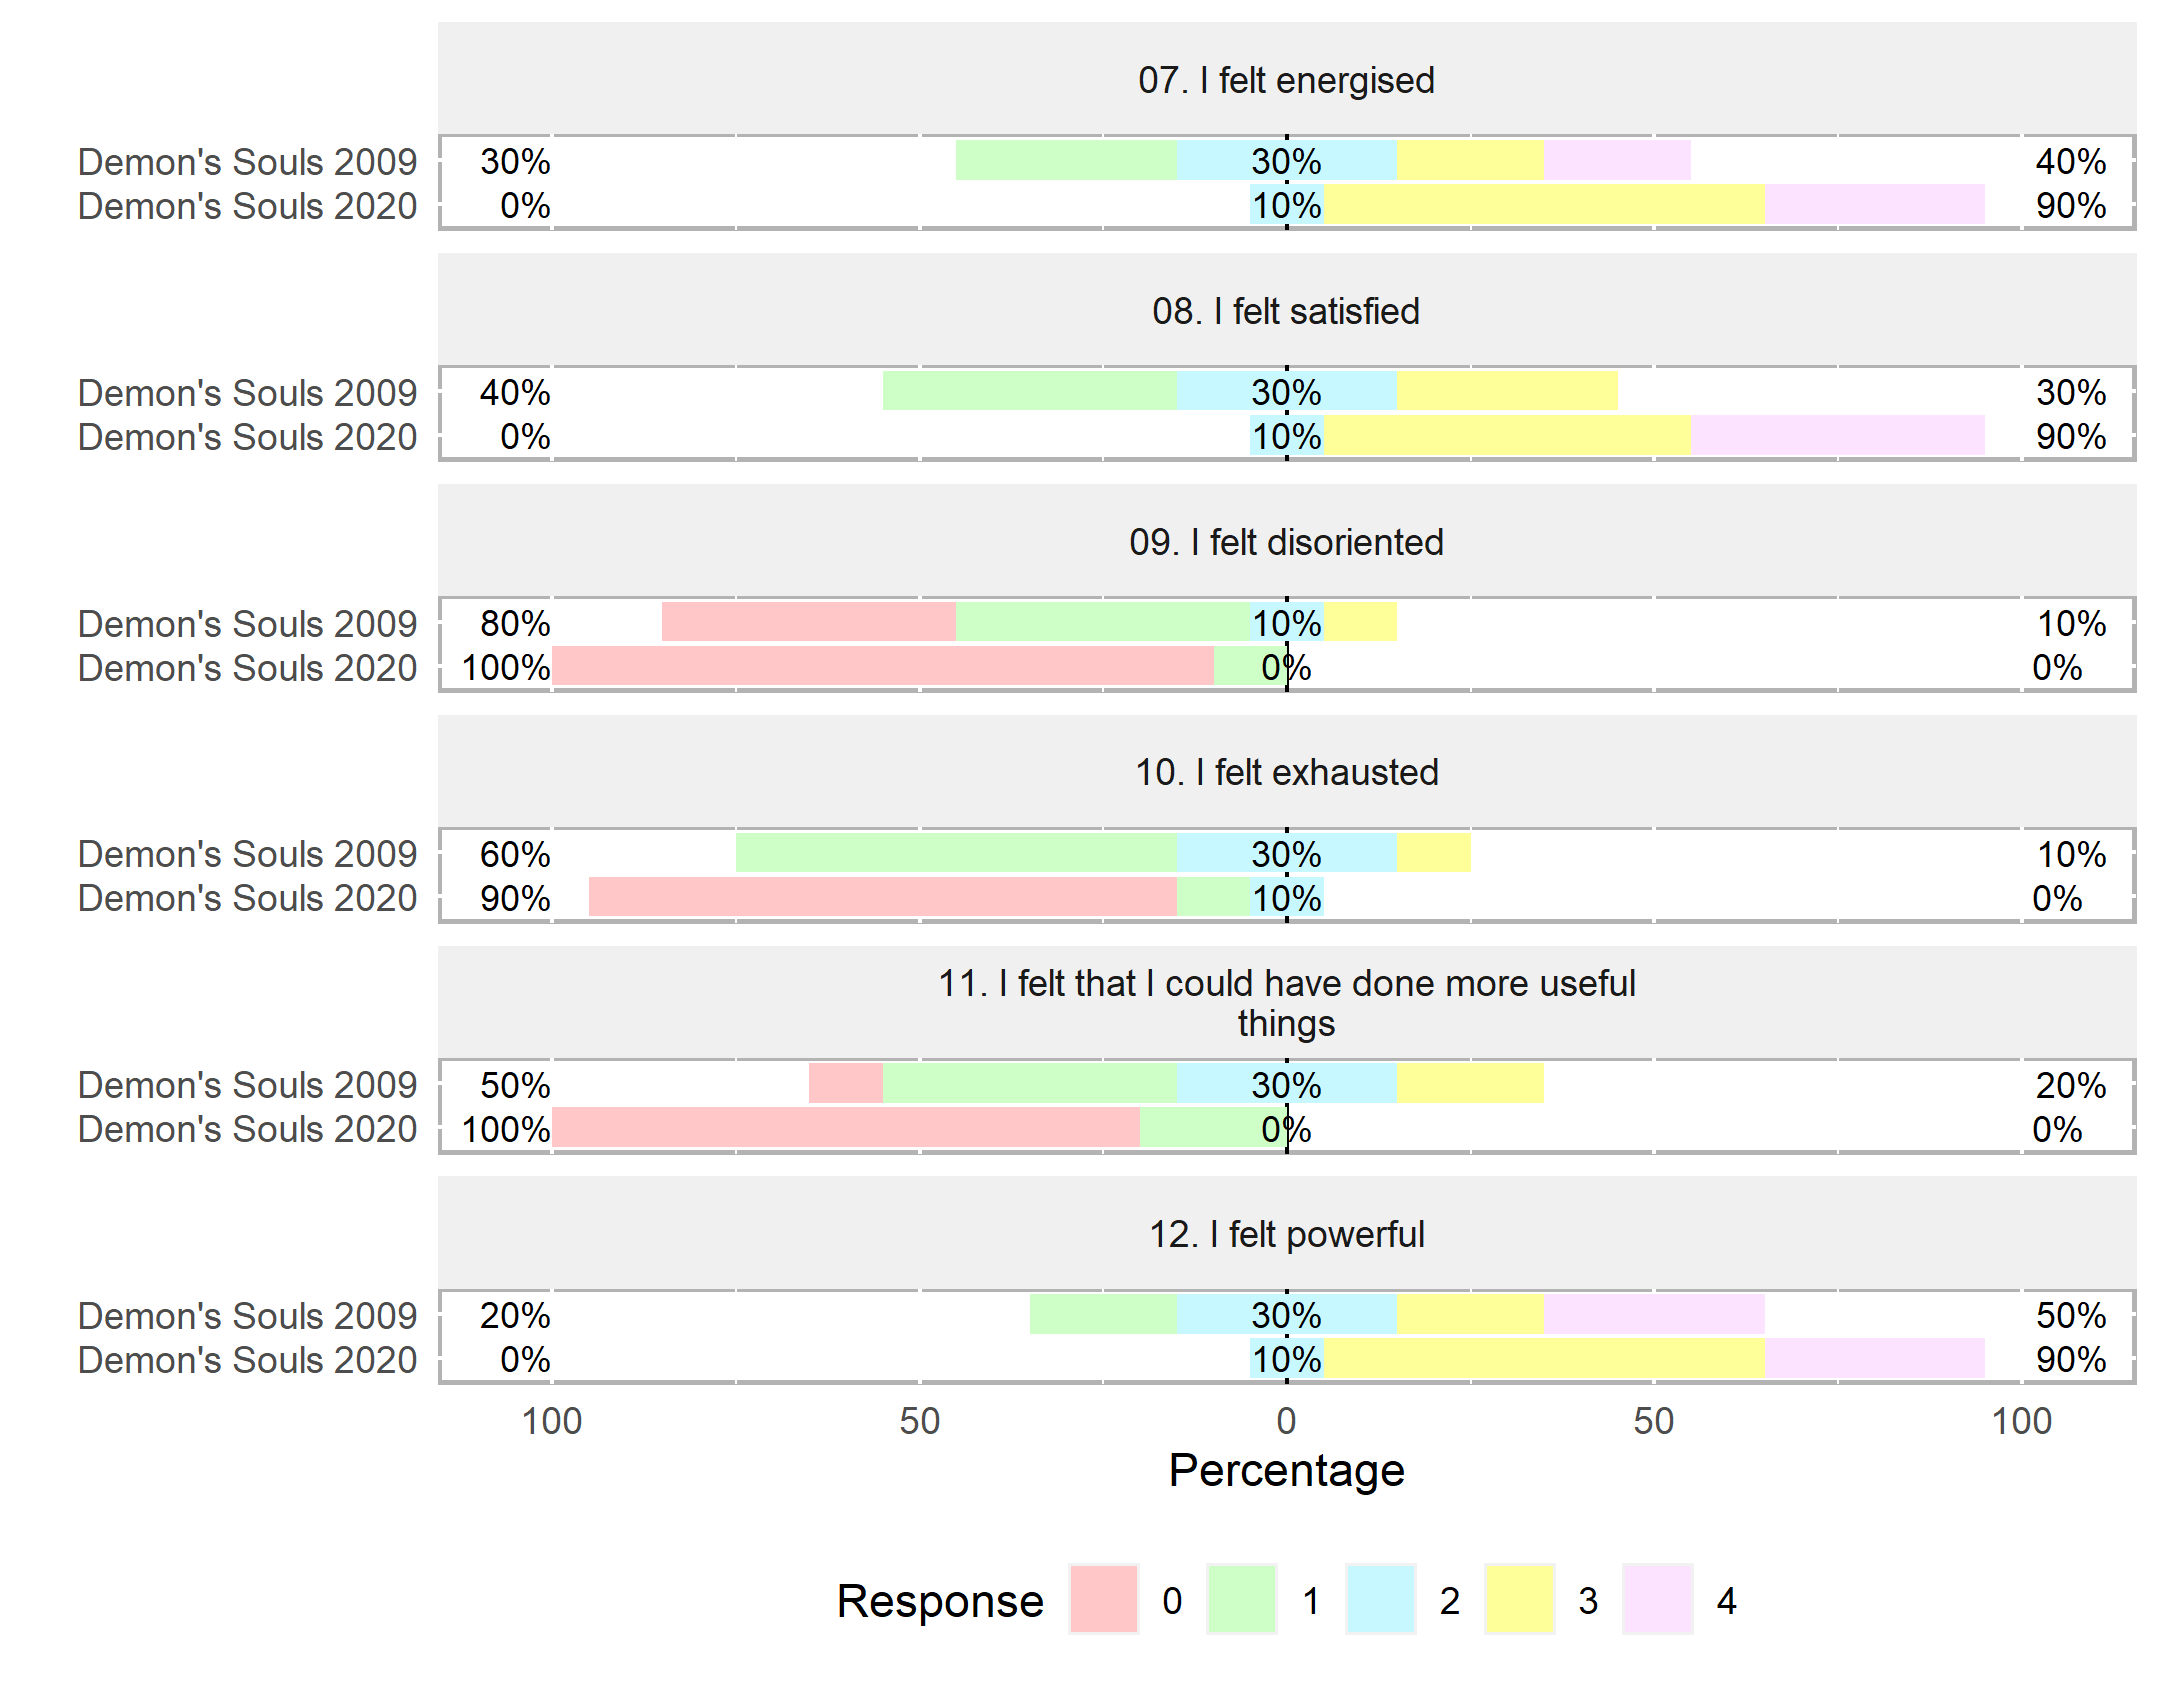 07. I felt energised
Demon's Souls 2009 30% 30% 40%
Demon's Souls 2020 0% 10% 90%
08. I felt satisfied
Demon's Souls 2009 40% 30% 30%
Demon's Souls 2020 0% 10% 90%
09. I felt disoriented
Demon's Souls 2009 80% 10% 10%
Demon's Souls 2020 100% 0% 0%
10. I felt exhausted
Demon's Souls 2009 60% 30% 10%
Demon's Souls 2020 90% 10% 0%
11. I felt that I could have done more useful
things
Demon's Souls 2009 50% 30% 20%
Demon's Souls 2020 100% 0% 0%
12. I felt powerful
Demon's Souls 2009 20% 30% 50%
Demon's Souls 2020 0% 10% 90%
100 50 0 50 100
Percentage
Response 0 1 2 3 4